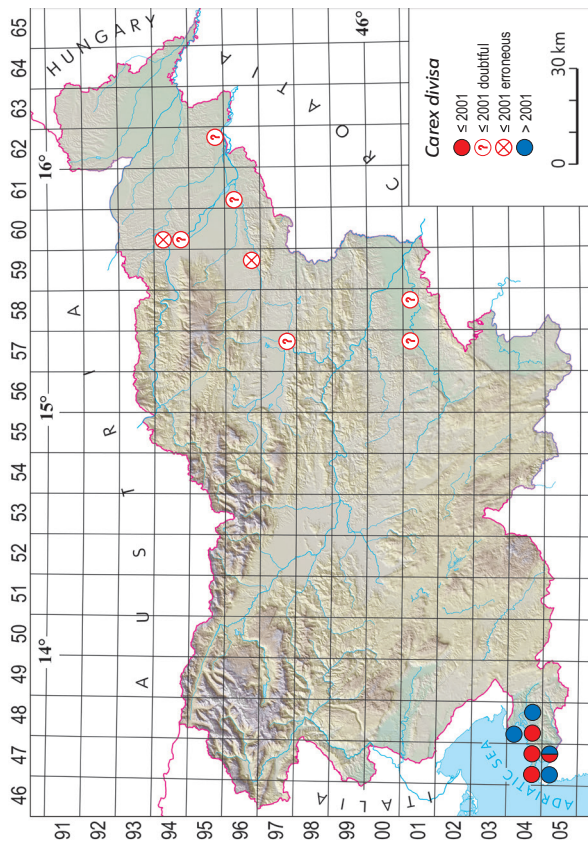 46 47 48 49 50 51 52 53 54 55 56 57 58 59 60 61 62 63 64 65
14° 15° 16°
91
92
93
94
95
96
97
98
99
00
01
02
03
04
05
AUSTRIA
HUNGARY
CROATIA
ITALIA
ADRIATIC SEA
46°
? ? ? ? ? ?
Carex divisa
≤ 2001
? ≤ 2001 doubtful
≤ 2001 erroneous
> 2001
0 30 km